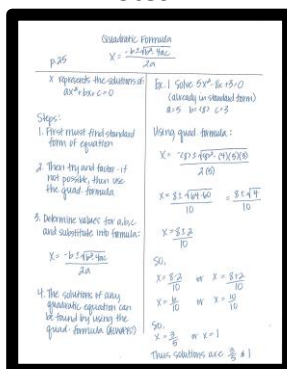 Quadratic Formula
p.25
x = -b ± √b²-4ac
2a
x represents the solutions of
ax²+bx+c=0
Steps:
1. First must find standard
form of equation
2. Then try and factor - if
not possible, then use
the quad. formula
3. Determine values for a,b,c
and substitute into formula:
x = -b ± √b²-4ac
2a
4. The solutions of any
quadratic equation can
be found by using the
quad. formula (ALWAYS!)
Ex. 1 Solve 5x²-8x+3=0
(already in standard form)
a=5 b=(-8) c=3
Using quad. formula:
x = -(-8) ± √(-8)²-(4)(5)(3)
2(5)
x = 8 ± √64-60 = 8 ± √4
10 10
x = 8 ± 2
10
So,
x = 8-2 or x = 8+2
10 10
x = 6 or x = 10
10 10
So,
x = 3/5 or x = 1
Thus solutions are 3/5 & 1